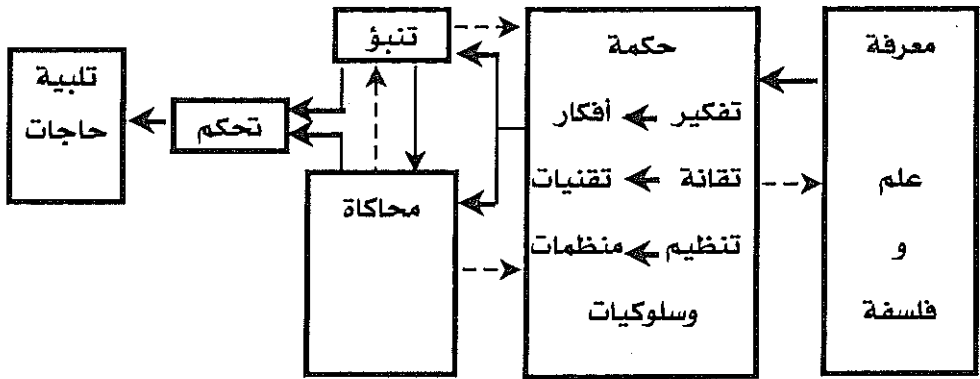 معرفة
علم
و
فلسفة
حكمة
تفكير أفكار
تقانة تقنيات
تنظيم منظمات
وسلوكيات
تنبؤ
محاكاة
تحكم
تلبية
حاجات